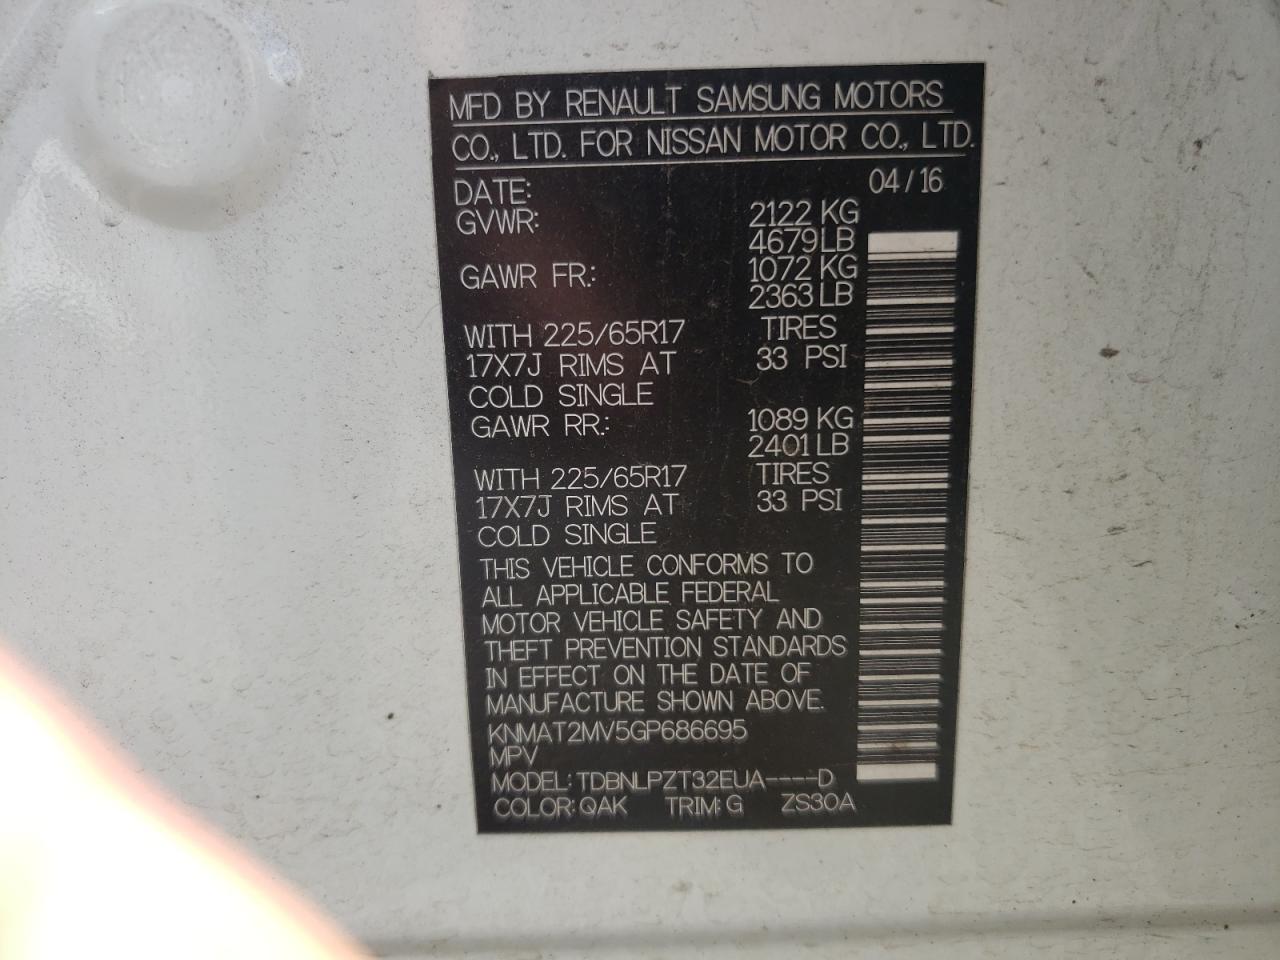 MFD BY RENAULT SAMSUNG MOTORS
CO., LTD. FOR NISSAN MOTOR CO., LTD.
DATE: 04 / 16
GVWR: 2122 KG
4679 LB
GAWR FR.: 1072 KG
2363 LB
WITH 225/65R17 TIRES
17X7J RIMS AT 33 PSI
COLD SINGLE
GAWR RR.: 1089 KG
2401 LB
WITH 225/65R17 TIRES
17X7J RIMS AT 33 PSI
COLD SINGLE
THIS VEHICLE CONFORMS TO
ALL APPLICABLE FEDERAL
MOTOR VEHICLE SAFETY AND
THEFT PREVENTION STANDARDS
IN EFFECT ON THE DATE OF
MANUFACTURE SHOWN ABOVE.
KNMAT2MV5GP686695
MPV
MODEL: TDBNLPZT32EUA----D
COLOR: QAK TRIM: G ZS30A